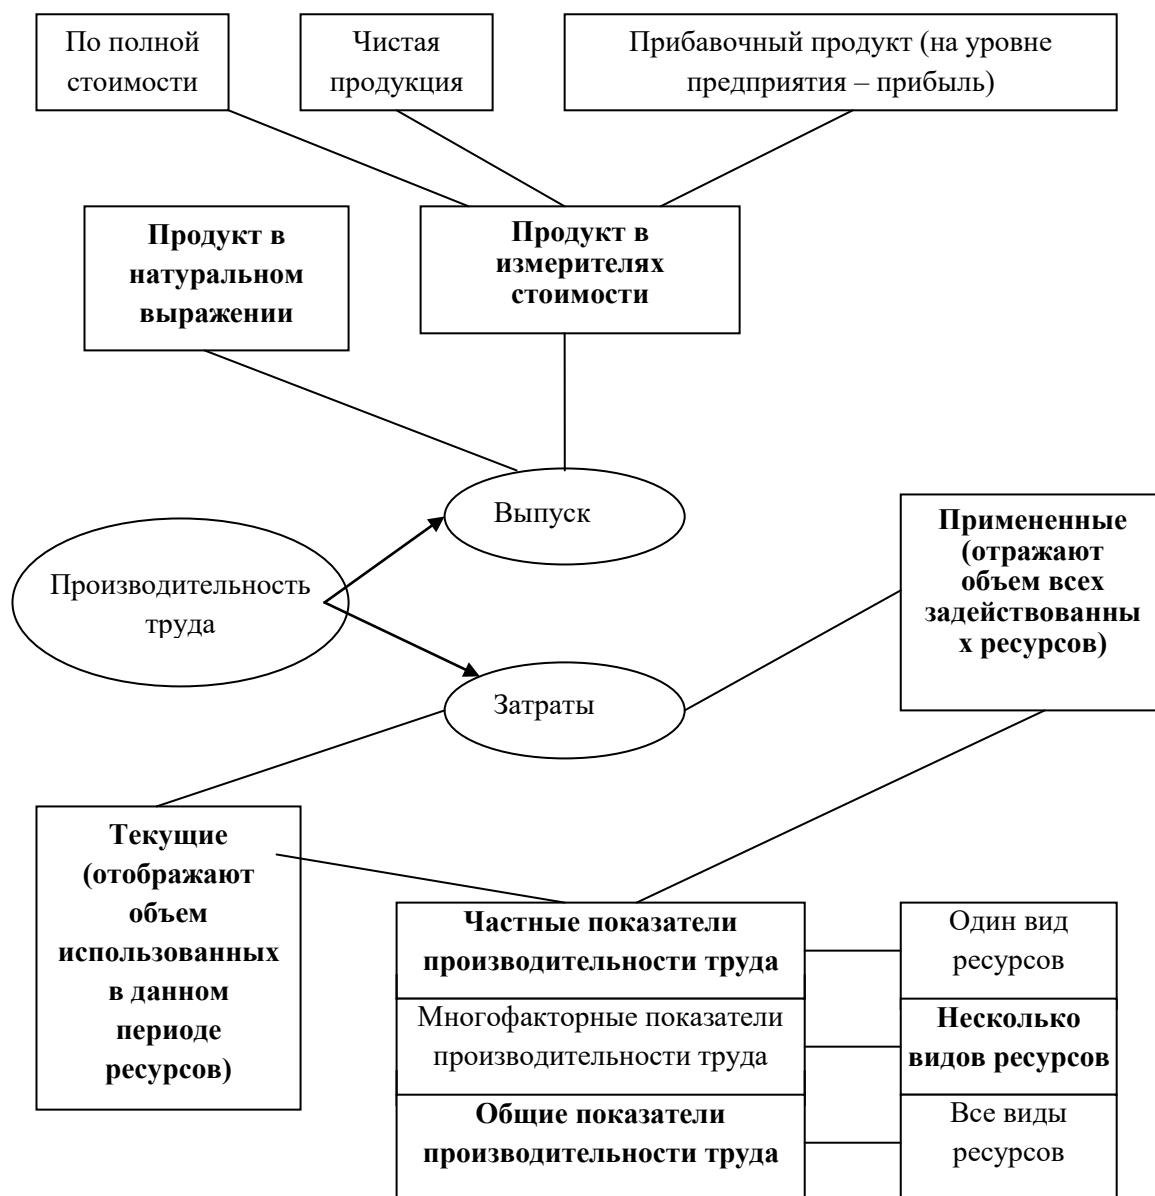 По полной
стоимости
Чистая
продукция
Прибавочный продукт (на уровне
предприятия – прибыль)
Продукт в
натуральном
выражении
Продукт в
измерителях
стоимости
Выпуск
Производительность
труда
Затраты
Примененные
(отражают
объем всех
задействованны
х ресурсов)
Текущие
(отображают
объем
использованных
в данном
периоде
ресурсов)
Частные показатели
производительности труда
Один вид
ресурсов
Многофакторные показатели
производительности труда
Несколько
видов ресурсов
Общие показатели
производительности труда
Все виды
ресурсов